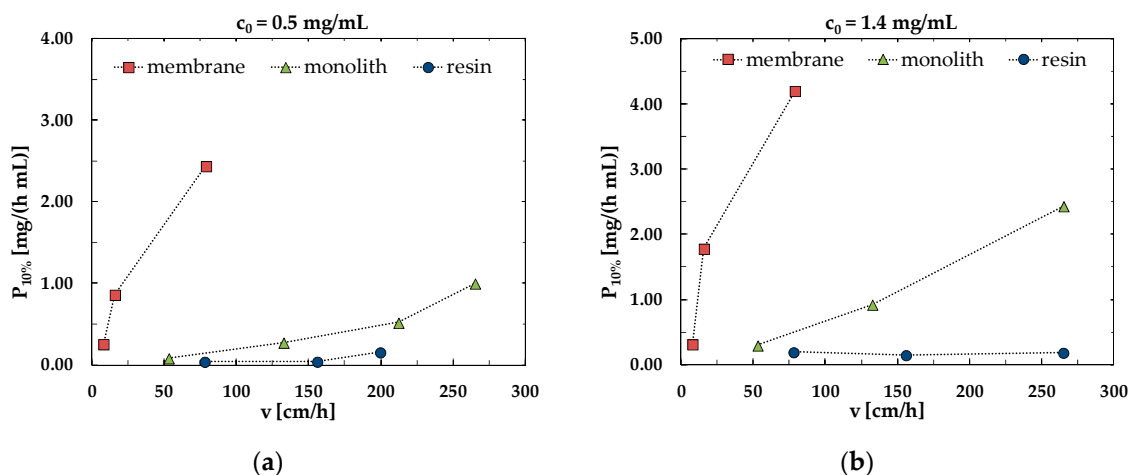 c0 = 0.5 mg/mL
4.00
membrane monolith resin
3.00
2.00
1.00
0.00
P10% [mg/(h mL)]
0 50 100 150 200 250 300
v [cm/h]
(a)
c0 = 1.4 mg/mL
5.00
membrane monolith resin
4.00
3.00
2.00
1.00
0.00
P10% [mg/(h mL)]
0 50 100 150 200 250 300
v [cm/h]
(b)